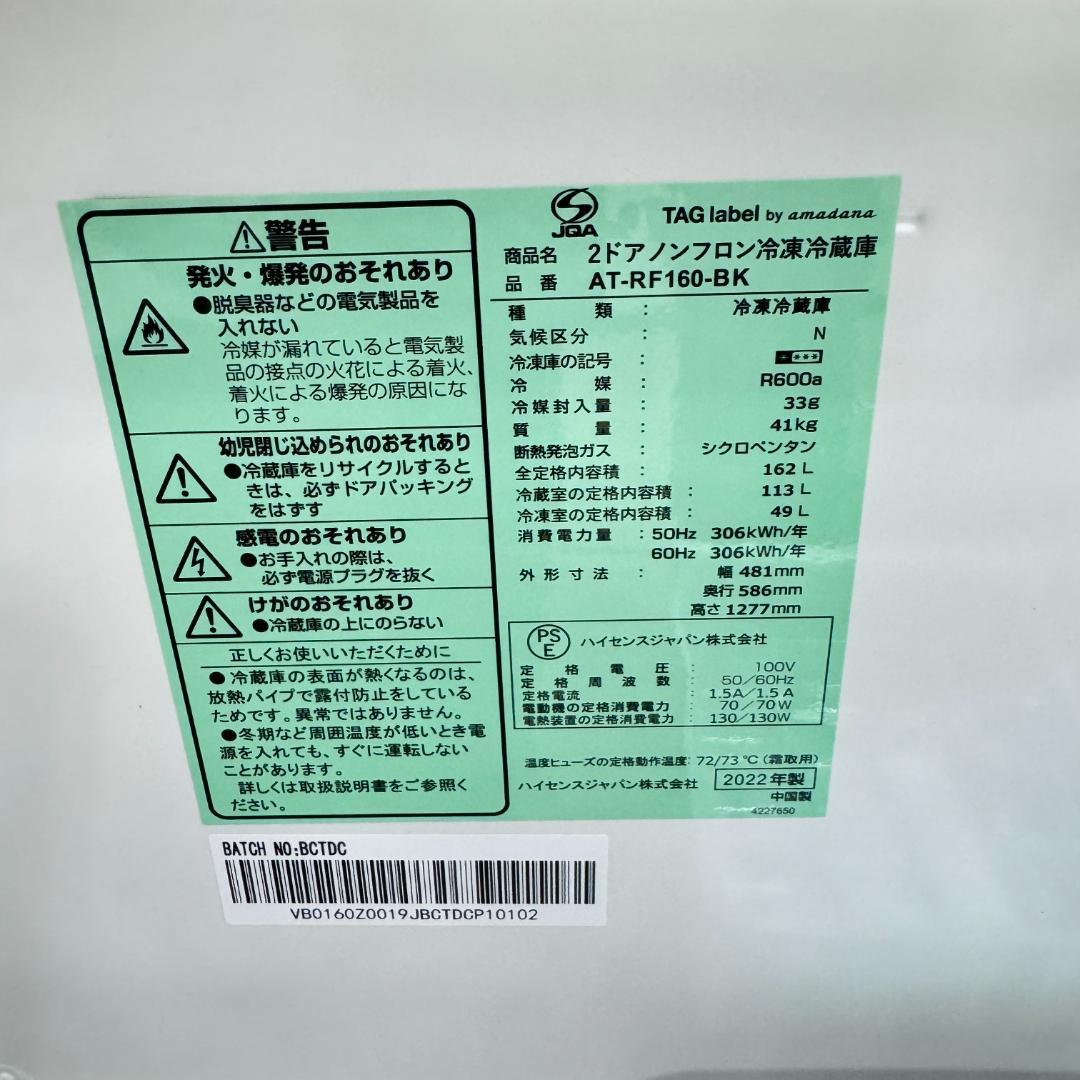 警告
発火・爆発のおそれあり
●脱臭器などの電気製品を
入れない
冷媒が漏れていると電気製
品の接点の火花による着火、
着火による爆発の原因にな
ります。
幼児閉じ込められのおそれあり
●冷蔵庫をリサイクルすると
きは、必ずドアパッキング
をはずす
感電のおそれあり
●お手入れの際は、
必ず電源プラグを抜く
けがのおそれあり
●冷蔵庫の上にのらない
正しくお使いいただくために
●冷蔵庫の表面が熱くなるのは、
放熱パイプで露付防止をしている
ためです。異常ではありません。
●冬期など周囲温度が低いとき電
源を入れても、すぐに運転しない
ことがあります。
詳しくは取扱説明書をご参照く
ださい。
JQA
TAG label by amadana
商品名 2ドアノンフロン冷凍冷蔵庫
品番 AT-RF160-BK
種類 : 冷凍冷蔵庫
気候区分 : N
冷凍庫の記号 : ****
冷媒 : R600a
冷媒封入量 : 33g
質量 : 41kg
断熱発泡ガス : シクロペンタン
全定格内容積 : 162 L
冷蔵室の定格内容積 : 113 L
冷凍室の定格内容積 : 49 L
消費電力量 : 50Hz 306kWh/年
60Hz 306kWh/年
外形寸法 : 幅 481mm
奥行 586mm
高さ 1277mm
PSE ハイセンスジャパン株式会社
定格電圧 : 100V
定格周波数 : 50/60Hz
定格電流 : 1.5A/1.5A
電動機の定格消費電力 : 70/70W
電熱装置の定格消費電力 : 130/130W
温度ヒューズの定格動作温度: 72/73℃(霜取用)
ハイセンスジャパン株式会社 2022年製
中国製
4227650
BATCH NO:BCTDC
VB0160Z0019JBCTDCP10102